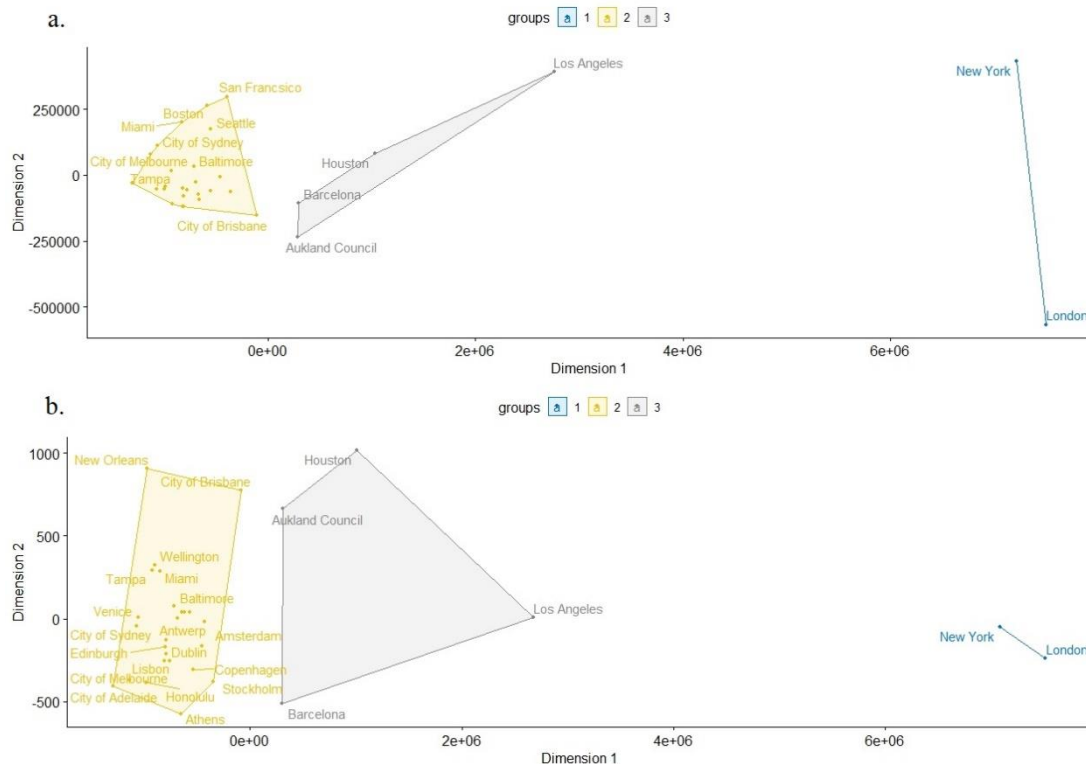 a.
groups a 1 a 2 a 3
Los Angeles
New York
San Francsico
Boston
Miami
Seattle
City of Sydney
City of Melbourne
Baltimore
Tampa
Houston
Barcelona
City of Brisbane
Aukland Council
London
250000
0
-250000
-500000
Dimension 2
0e+00 2e+06 4e+06 6e+06
Dimension 1
b.
groups a 1 a 2 a 3
New Orleans
Houston
City of Brisbane
Aukland Council
Wellington
Tampa
Miami
Baltimore
Venice
Los Angeles
City of Sydney
Antwerp
Amsterdam
New York
Edinburgh
Dublin
London
Lisbon
Copenhagen
City of Melbourne
Stockholm
City of Adelaide
Honolulu
Barcelona
Athens
1000
500
0
-500
Dimension 2
0e+00 2e+06 4e+06 6e+06
Dimension 1